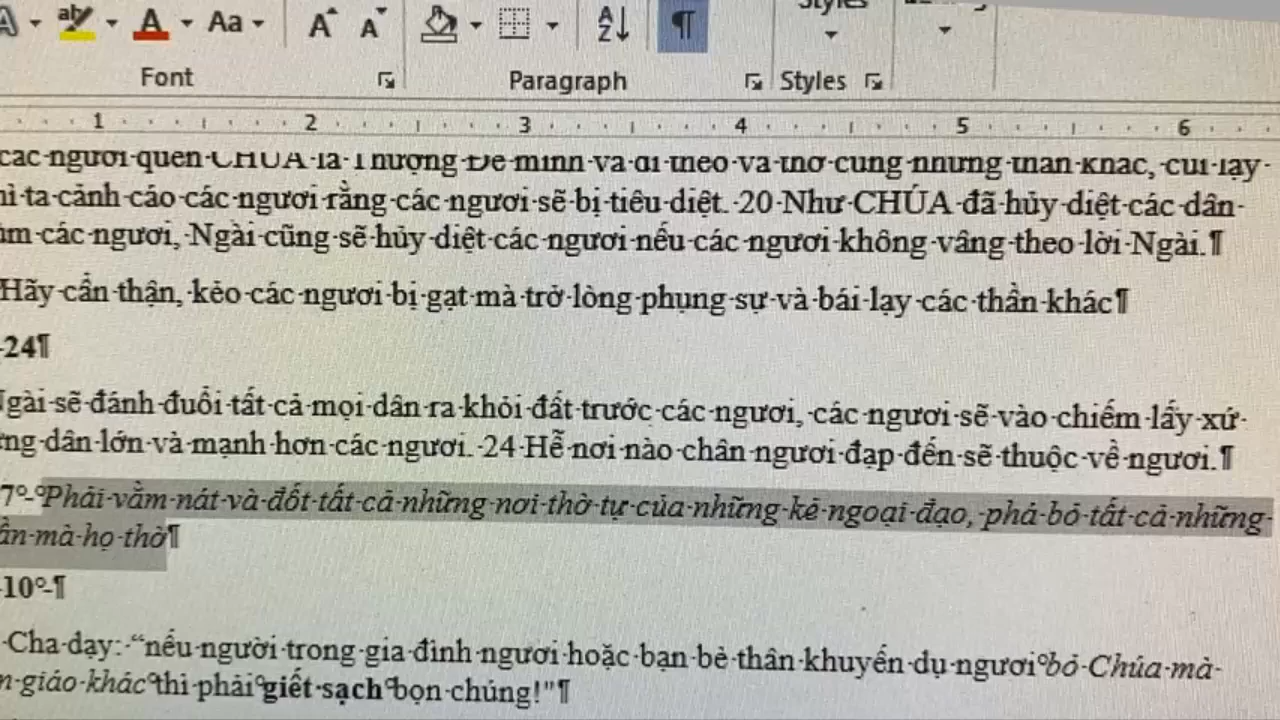 Aa A A A Z
Font Paragraph Styles
1 2 3 4 5 6
các ngươi quên CHÚA là Thượng Đế mình và đi theo và thờ cúng những thần khác, cúi lạy
ta cảnh cáo các ngươi rằng các ngươi sẽ bị tiêu diệt. 20 Như CHÚA đã hủy diệt các dân
các ngươi, Ngài cũng sẽ hủy diệt các ngươi nếu các ngươi không vâng theo lời Ngài.¶
Hãy cẩn thận, kẻo các ngươi bị gạt mà trở lòng phụng sự và bái lạy các thần khác¶
24¶
sẽ đánh đuổi tất cả mọi dân ra khỏi đất trước các ngươi, các ngươi sẽ vào chiếm lấy xứ
dân lớn và mạnh hơn các ngươi. 24 Hễ nơi nào chân ngươi đạp đến sẽ thuộc về ngươi.¶
7 - Phải vằm nát và đốt tất cả những nơi thờ tự của những kẻ ngoại đạo, phá bỏ tất cả những
mà họ thờ¶
10 -¶
Cha dạy: “nếu người trong gia đình ngươi hoặc bạn bè thân khuyến dụ ngươi bỏ Chúa mà
giáo khác thì phải giết sạch bọn chúng!"¶